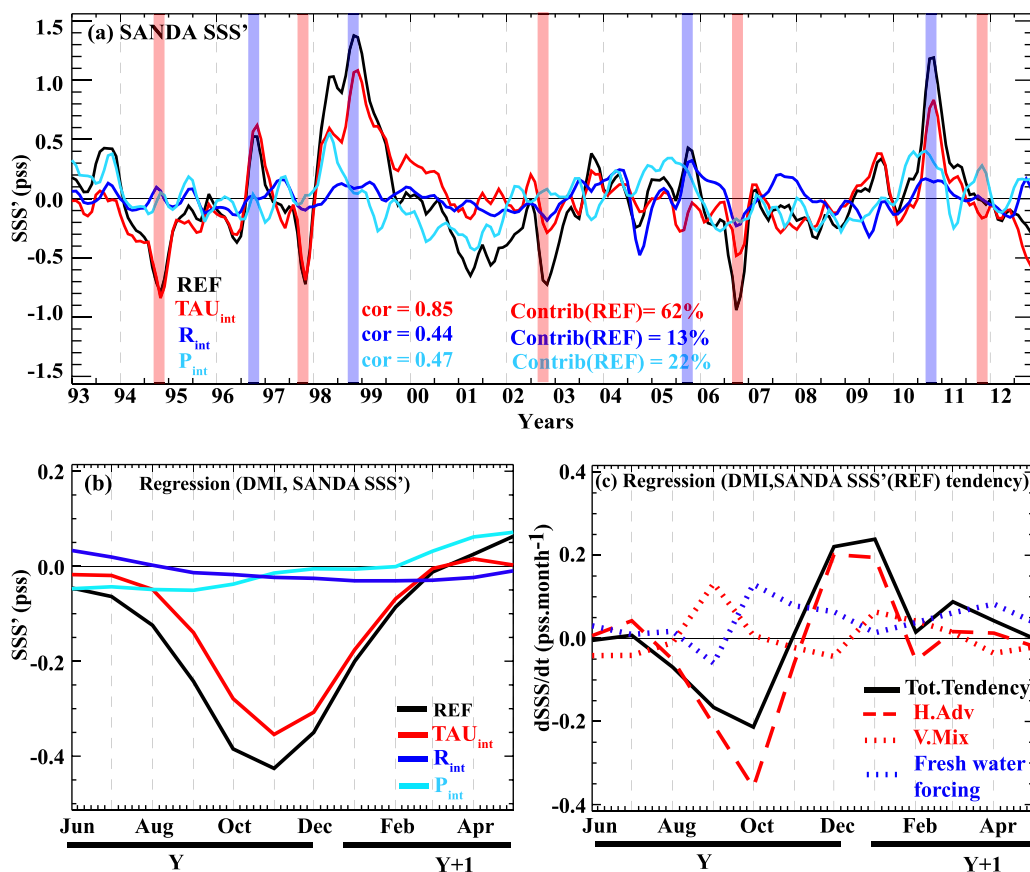 (a) SANDA SSS'
SSS' (pss)
1.5
1.0
0.5
0.0
-0.5
-1.0
-1.5
REF
TAUint cor = 0.85 Contrib(REF)= 62%
Rint cor = 0.44 Contrib(REF) = 13%
Pint cor = 0.47 Contrib(REF) = 22%
93 94 95 96 97 98 99 00 01 02 03 04 05 06 07 08 09 10 11 12
Years
(b) Regression (DMI, SANDA SSS')
SSS' (pss)
0.2
0.0
-0.2
-0.4
REF
TAUint
Rint
Pint
Jun Aug Oct Dec Feb Apr
Y Y+1
(c) Regression (DMI,SANDA SSS'(REF) tendency)
dSSS/dt (pss.month-1)
0.4
0.2
0.0
-0.2
-0.4
Tot.Tendency
H.Adv
V.Mix
Fresh water
forcing
Jun Aug Oct Dec Feb Apr
Y Y+1